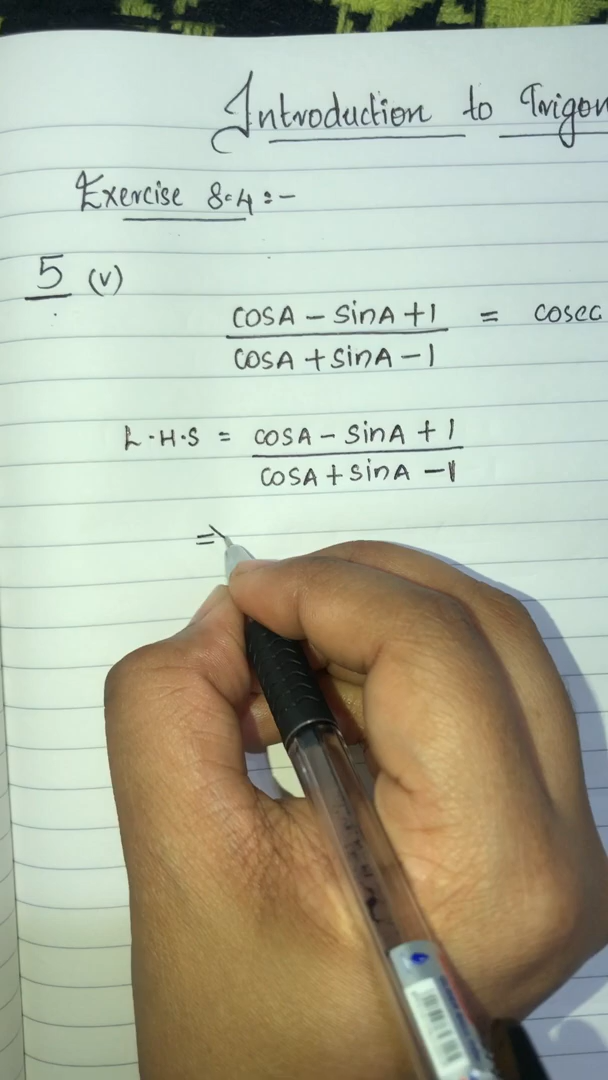 Introduction to Trigon
Exercise 8.4 :-
5 (v)
cosA - sinA + 1 = cosec
cosA + sinA - 1
L.H.S = cosA - sinA + 1
cosA + sinA - 1
=